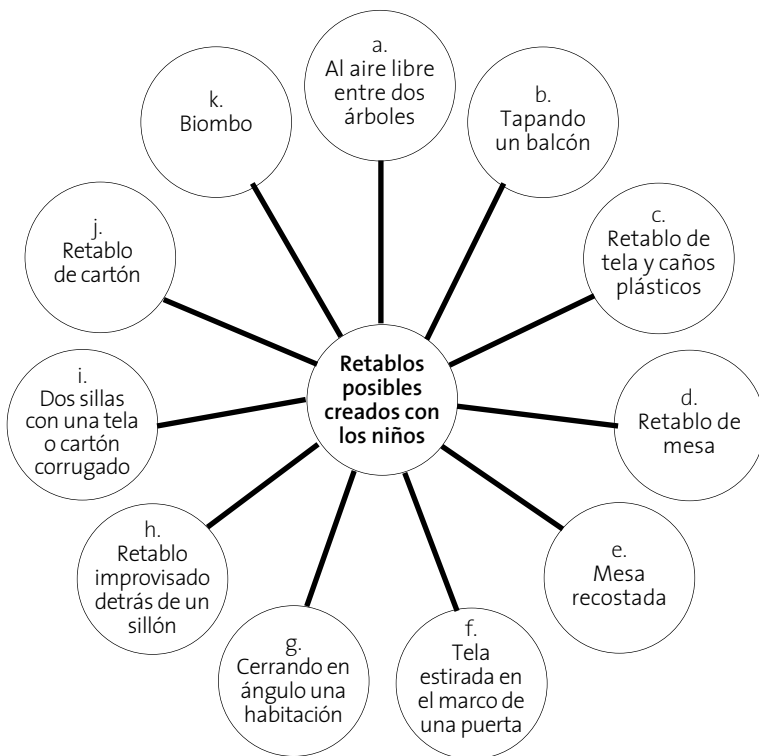 a.
Al aire libre
entre dos
árboles
b.
Tapando
un balcón
c.
Retablo de
tela y caños
plásticos
d.
Retablo de
mesa
e.
Mesa
recostada
f.
Tela
estirada en
el marco de
una puerta
g.
Cerrando en
ángulo una
habitación
h.
Retablo
improvisado
detrás de un
sillón
i.
Dos sillas
con una tela
o cartón
corrugado
j.
Retablo
de cartón
k.
Biombo
Retablos
posibles
creados con
los niños